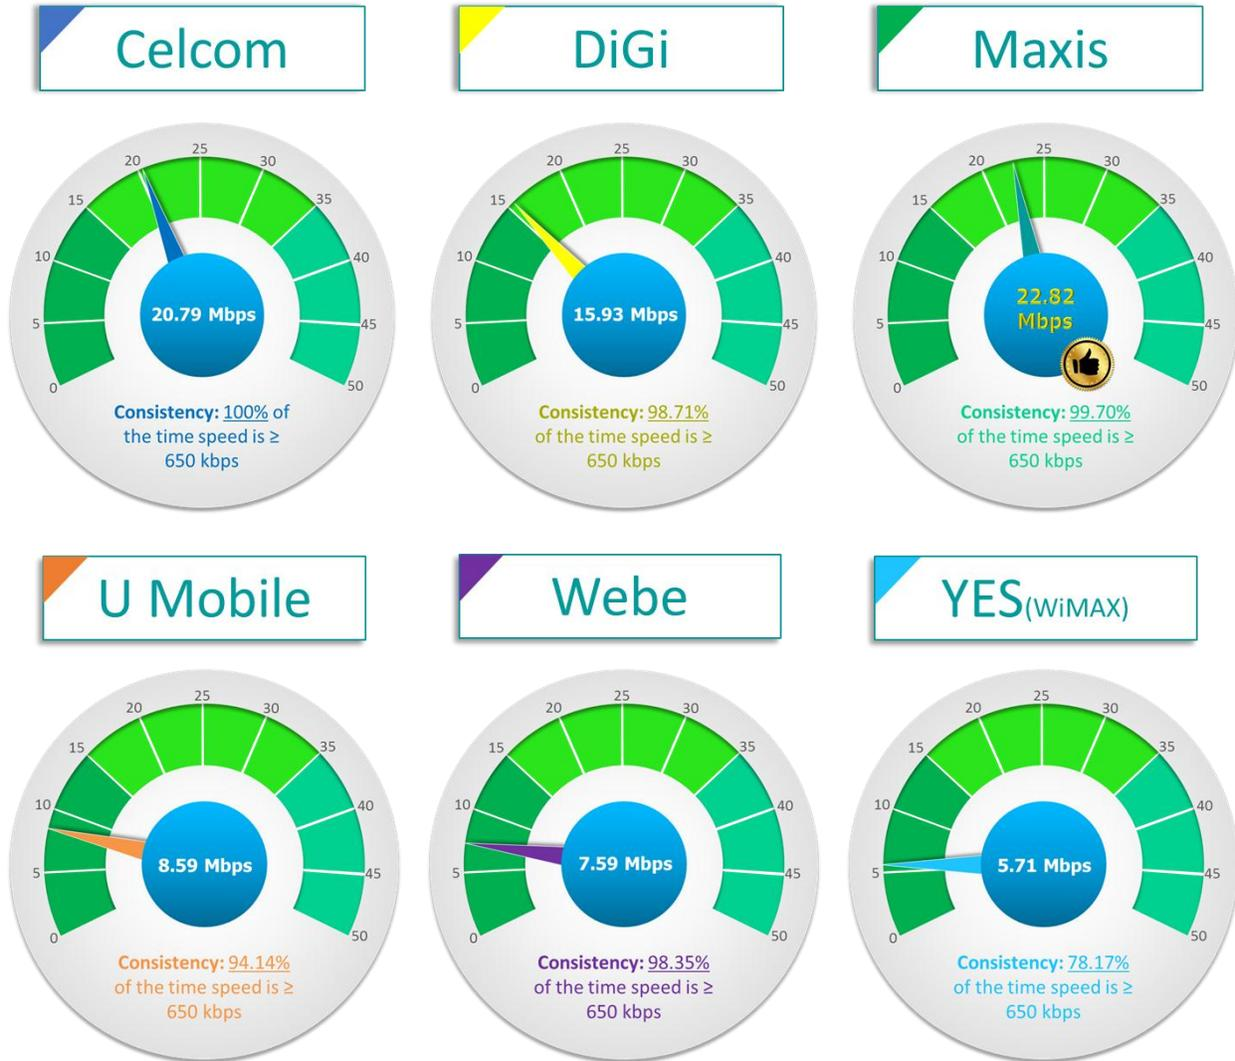 Celcom
DiGi
Maxis
0
5
10
15
20
25
30
35
40
45
50
20.79 Mbps
Consistency: 100% of
the time speed is ≥
650 kbps
0
5
10
15
20
25
30
35
40
45
50
15.93 Mbps
Consistency: 98.71%
of the time speed is ≥
650 kbps
0
5
10
15
20
25
30
35
40
45
50
22.82
Mbps
Consistency: 99.70%
of the time speed is ≥
650 kbps
U Mobile
Webe
YES(WiMAX)
0
5
10
15
20
25
30
35
40
45
50
8.59 Mbps
Consistency: 94.14%
of the time speed is ≥
650 kbps
0
5
10
15
20
25
30
35
40
45
50
7.59 Mbps
Consistency: 98.35%
of the time speed is ≥
650 kbps
0
5
10
15
20
25
30
35
40
45
50
5.71 Mbps
Consistency: 78.17%
of the time speed is ≥
650 kbps